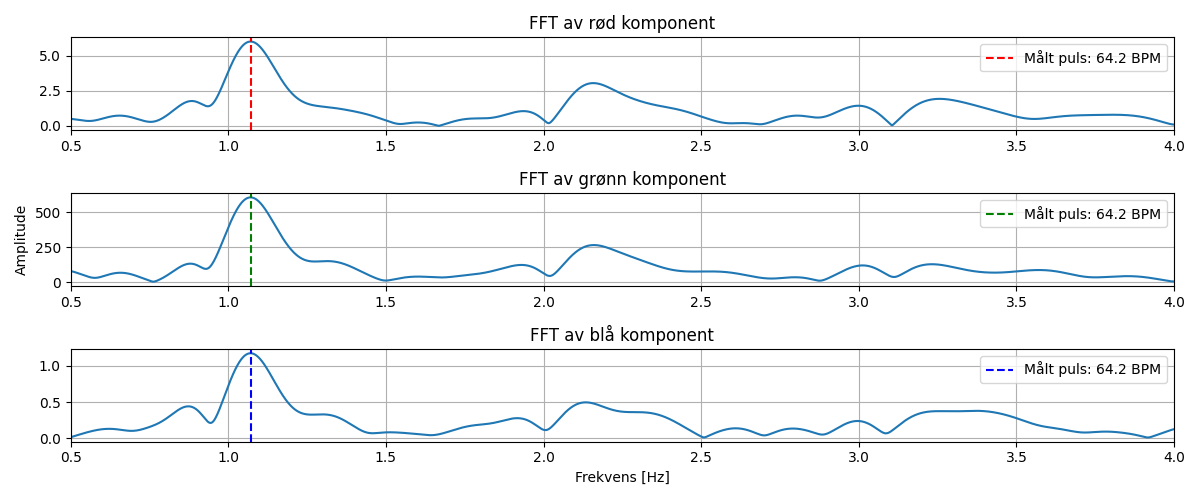 FFT av rød komponent
5.0
2.5
0.0
Målt puls: 64.2 BPM
0.5 1.0 1.5 2.0 2.5 3.0 3.5 4.0
FFT av grønn komponent
Amplitude
500
250
0
Målt puls: 64.2 BPM
0.5 1.0 1.5 2.0 2.5 3.0 3.5 4.0
FFT av blå komponent
1.0
0.5
0.0
Målt puls: 64.2 BPM
0.5 1.0 1.5 2.0 2.5 3.0 3.5 4.0
Frekvens [Hz]